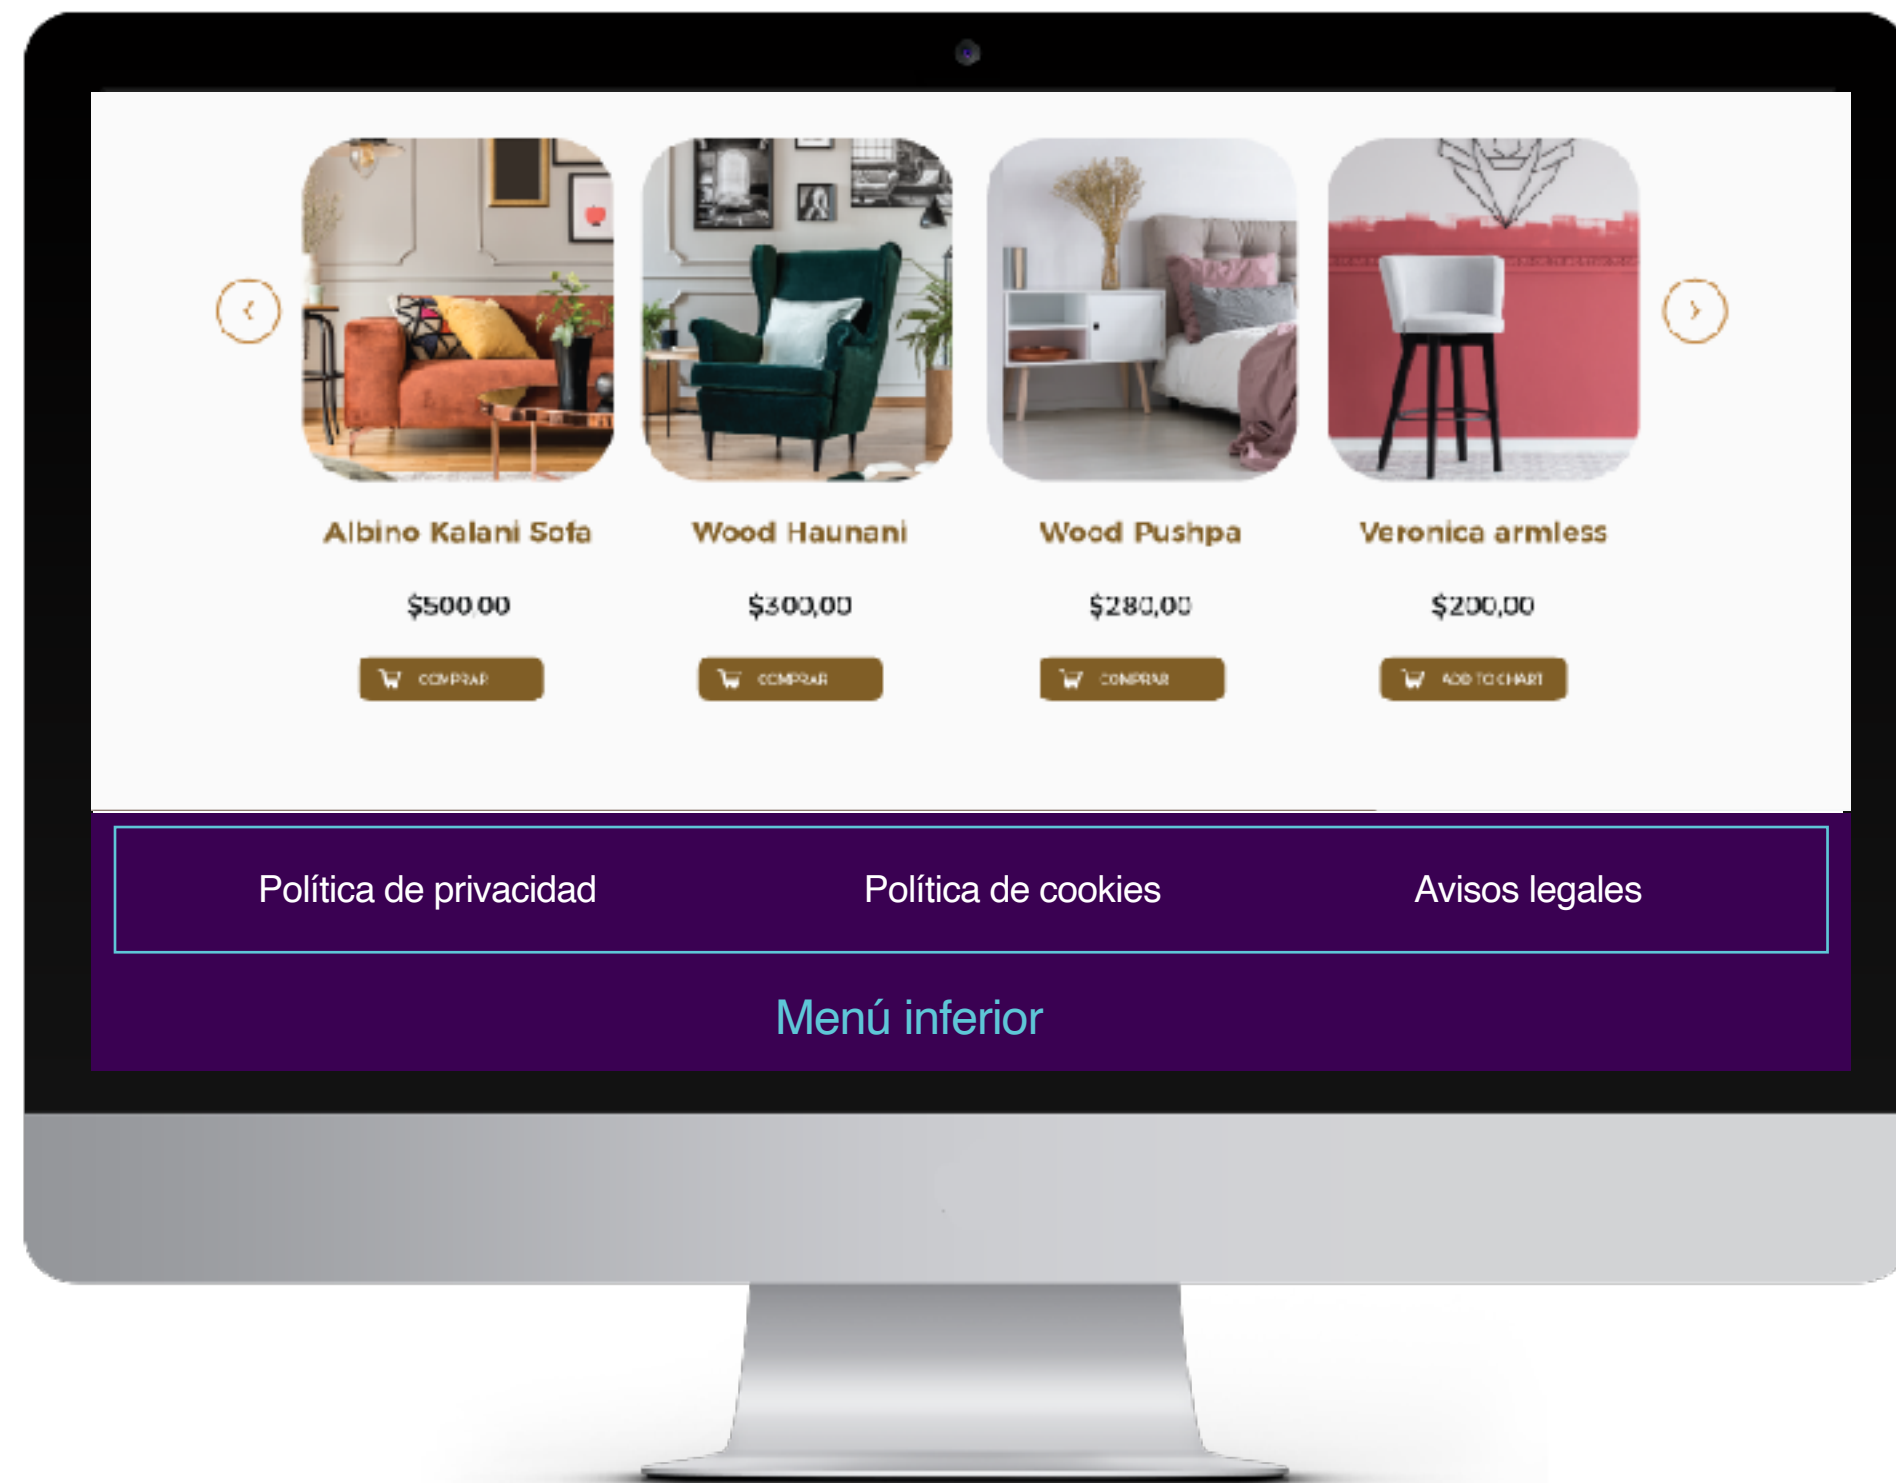 Albino Kalani Sofa Wood Haunani Wood Pushpa Veronica armless
$500,00 $300,00 $280,00 $200,00
COMPRAR COMPRAR COMPRAR ADD TO CHART
Política de privacidad Política de cookies Avisos legales
Menú inferior